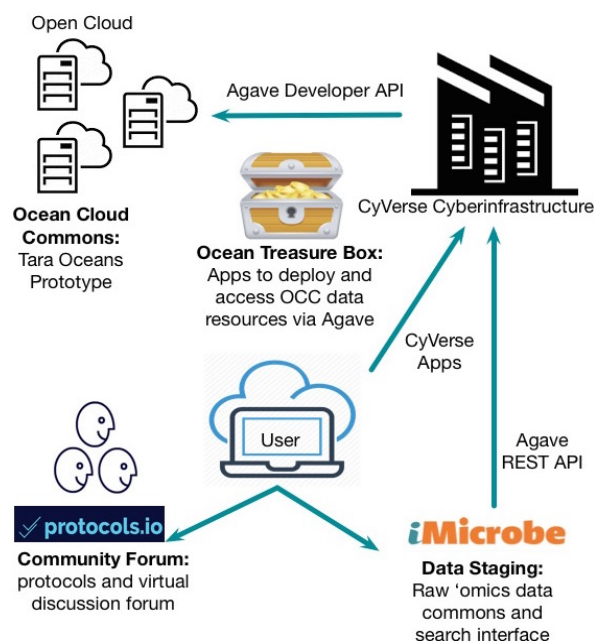 Open Cloud
Agave Developer API
CyVerse Cyberinfrastructure
Ocean Cloud
Commons:
Tara Oceans
Prototype
Ocean Treasure Box:
Apps to deploy and
access OCC data
resources via Agave
CyVerse
Apps
User
Agave
REST API
protocols.io
Community Forum:
protocols and virtual
discussion forum
iMicrobe
Data Staging:
Raw ‘omics data
commons and
search interface